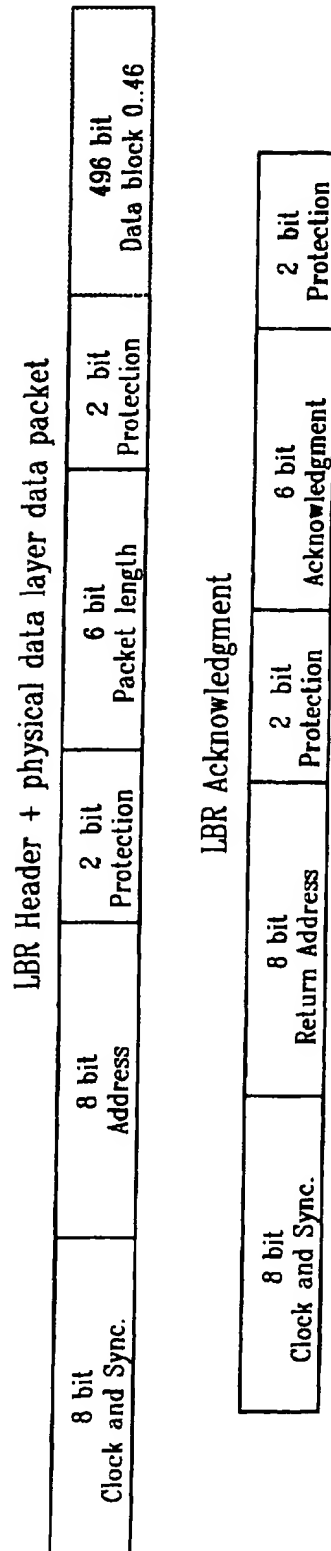 LBR Header + physical data layer data packet
8 bit
Clock and Sync.
8 bit
Address
2 bit
Protection
6 bit
Packet length
2 bit
Protection
496 bit
Data block 0..46
LBR Acknowledgment
8 bit
Clock and Sync.
8 bit
Return Address
2 bit
Protection
6 bit
Acknowledgment
2 bit
Protection